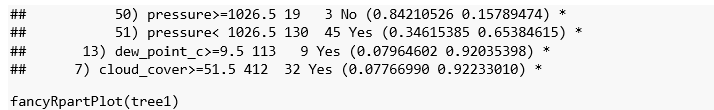 ##           50) pressure>=1026.5 19   3 No (0.84210526 0.15789474) *
##           51) pressure< 1026.5 130  45 Yes (0.34615385 0.65384615) *
##       13) dew_point_c>=9.5 113   9 Yes (0.07964602 0.92035398) *
##      7) cloud_cover>=51.5 412  32 Yes (0.07766990 0.92233010) *
fancyRpartPlot(tree1)